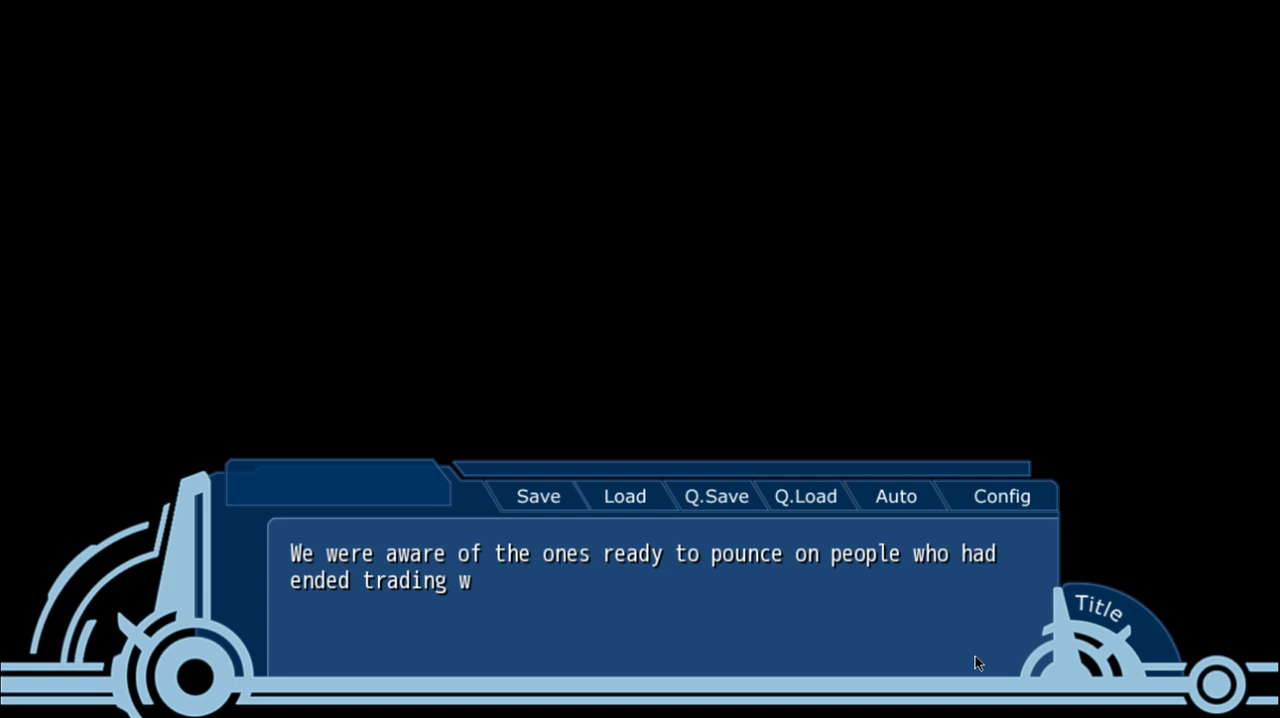 Save Load Q.Save Q.Load Auto Config
We were aware of the ones ready to pounce on people who had
ended trading w
Title